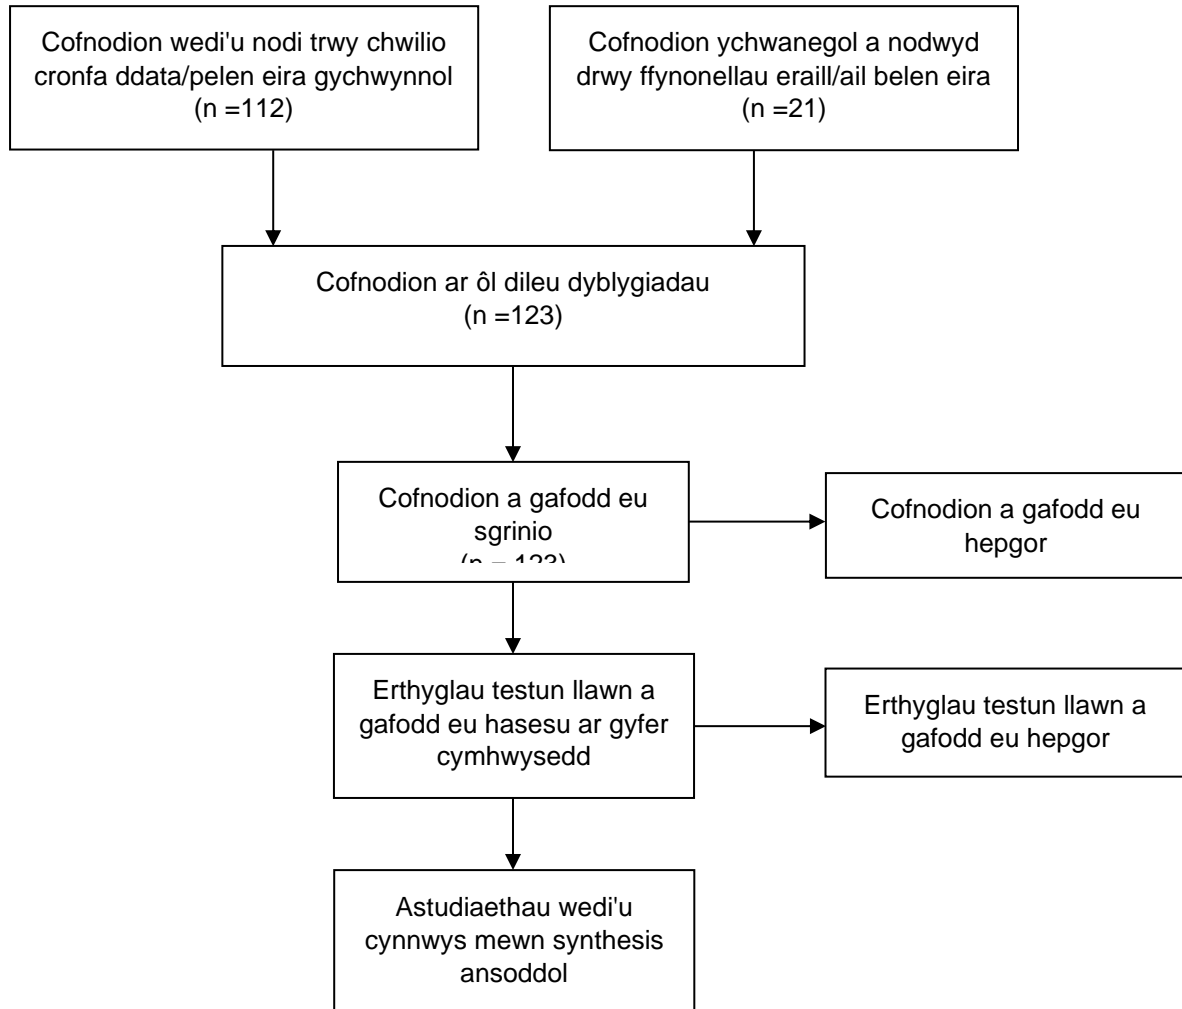 Cofnodion wedi'u nodi trwy chwilio
cronfa ddata/pelen eira gychwynnol
(n =112)
Cofnodion ychwanegol a nodwyd
drwy ffynonellau eraill/ail belen eira
(n =21)
Cofnodion ar ôl dileu dyblygiadau
(n =123)
Cofnodion a gafodd eu
sgrinio
(n = 123)
Cofnodion a gafodd eu
hepgor
Erthyglau testun llawn a
gafodd eu hasesu ar gyfer
cymhwysedd
Erthyglau testun llawn a
gafodd eu hepgor
Astudiaethau wedi'u
cynnwys mewn synthesis
ansoddol